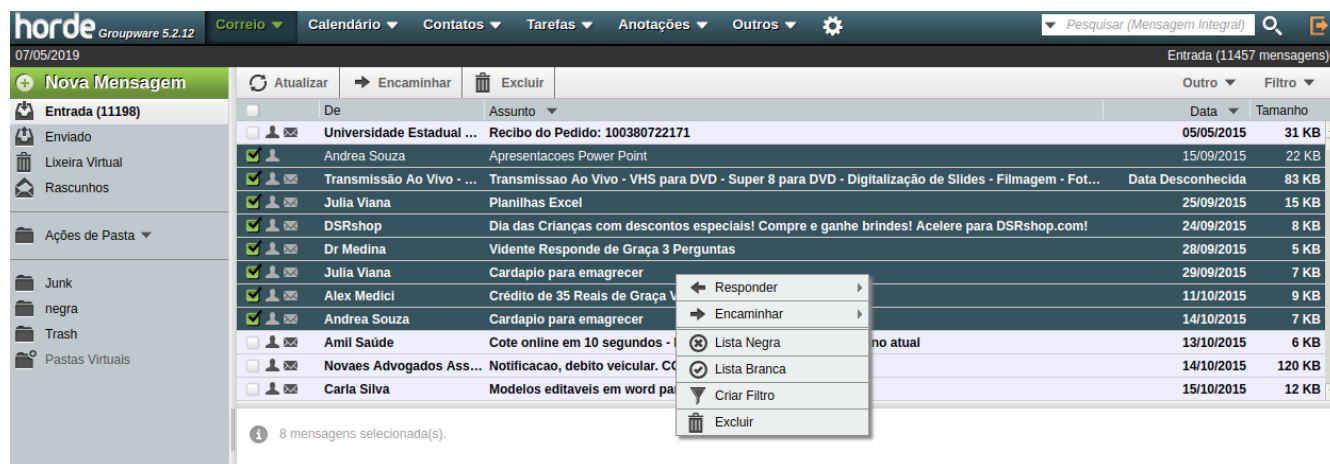 horde Groupware 5.2.12 Correio Calendário Contatos Tarefas Anotações Outros Pesquisar (Mensagem Integral)
07/05/2019 Entrada (11457 mensagens)
Nova Mensagem Atualizar Encaminhar Excluir Outro Filtro
Entrada (11198)
Enviado
Lixeira Virtual
Rascunhos
Ações de Pasta
Junk
negra
Trash
Pastas Virtuais
De Assunto Data Tamanho
Universidade Estadual ... Recibo do Pedido: 100380722171 05/05/2015 31 KB
Andrea Souza Apresentacoes Power Point 15/09/2015 22 KB
Transmissão Ao Vivo - ... Transmissao Ao Vivo - VHS para DVD - Super 8 para DVD - Digitalização de Slides - Filmagem - Fot... Data Desconhecida 83 KB
Julia Viana Planilhas Excel 25/09/2015 15 KB
DSRshop Dia das Crianças com descontos especiais! Compre e ganhe brindes! Acelere para DSRshop.com! 24/09/2015 8 KB
Dr Medina Vidente Responde de Graça 3 Perguntas 28/09/2015 5 KB
Julia Viana Cardapio para emagrecer 29/09/2015 7 KB
Alex Medici Crédito de 35 Reais de Graça 11/10/2015 9 KB
Andrea Souza Cardapio para emagrecer 14/10/2015 7 KB
Amil Saúde Cote online em 10 segundos - no atual 13/10/2015 6 KB
Novaes Advogados Ass... Notificacao, debito veicular. 14/10/2015 120 KB
Carla Silva Modelos editaveis em word 15/10/2015 12 KB
Responder
Encaminhar
Lista Negra
Lista Branca
Criar Filtro
Excluir
8 mensagens selecionada(s).